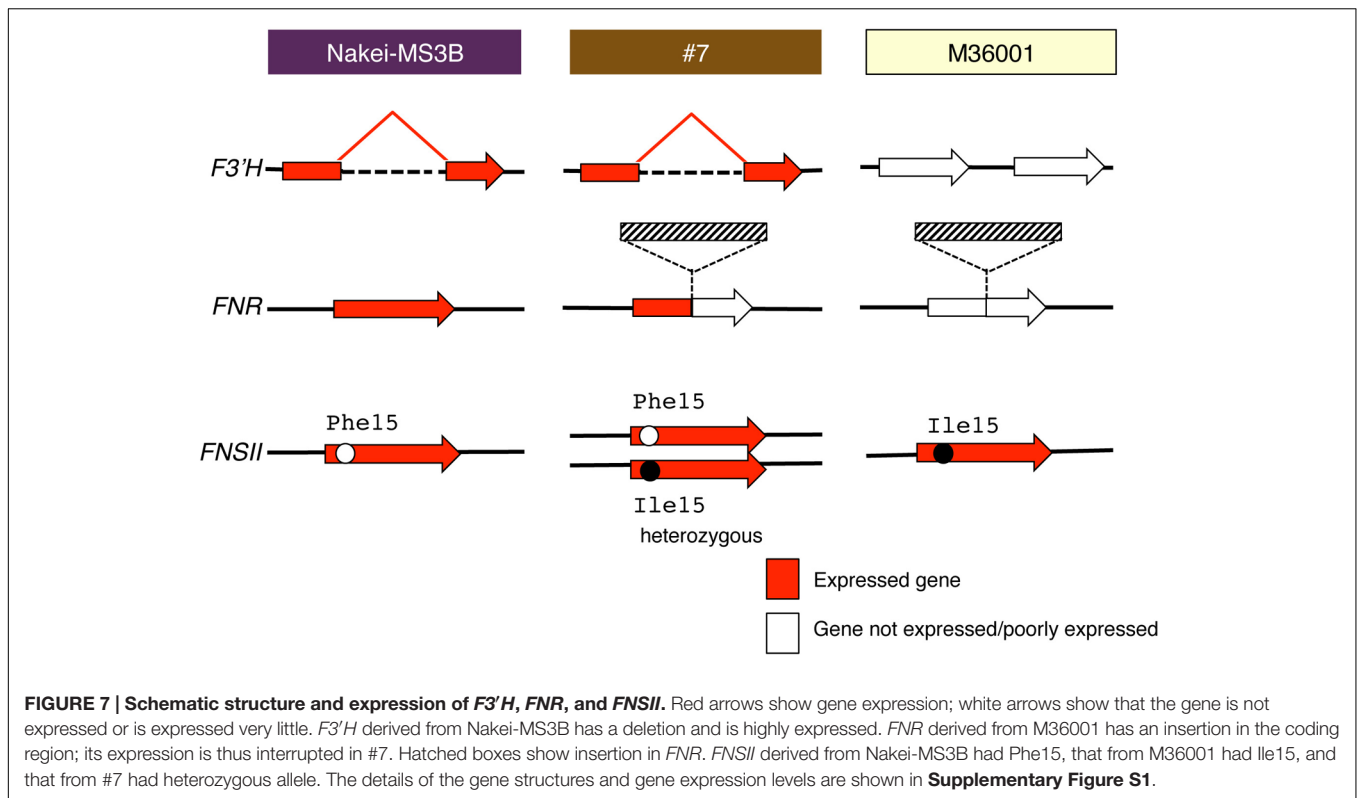 Nakei-MS3B #7 M36001
F3'H
FNR
Phe15 Phe15 Ile15
FNSII
Ile15
heterozygous
Expressed gene
Gene not expressed/poorly expressed
FIGURE 7 | Schematic structure and expression of F3′H, FNR, and FNSII. Red arrows show gene expression; white arrows show that the gene is not
expressed or is expressed very little. F3′H derived from Nakei-MS3B has a deletion and is highly expressed. FNR derived from M36001 has an insertion in the coding
region; its expression is thus interrupted in #7. Hatched boxes show insertion in FNR. FNSII derived from Nakei-MS3B had Phe15, that from M36001 had Ile15, and
that from #7 had heterozygous allele. The details of the gene structures and gene expression levels are shown in Supplementary Figure S1.